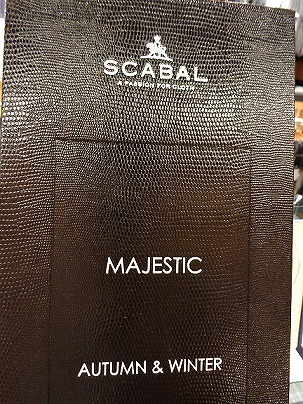 SCABAL
A PASSION FOR CLOTH
MAJESTIC
AUTUMN & WINTER